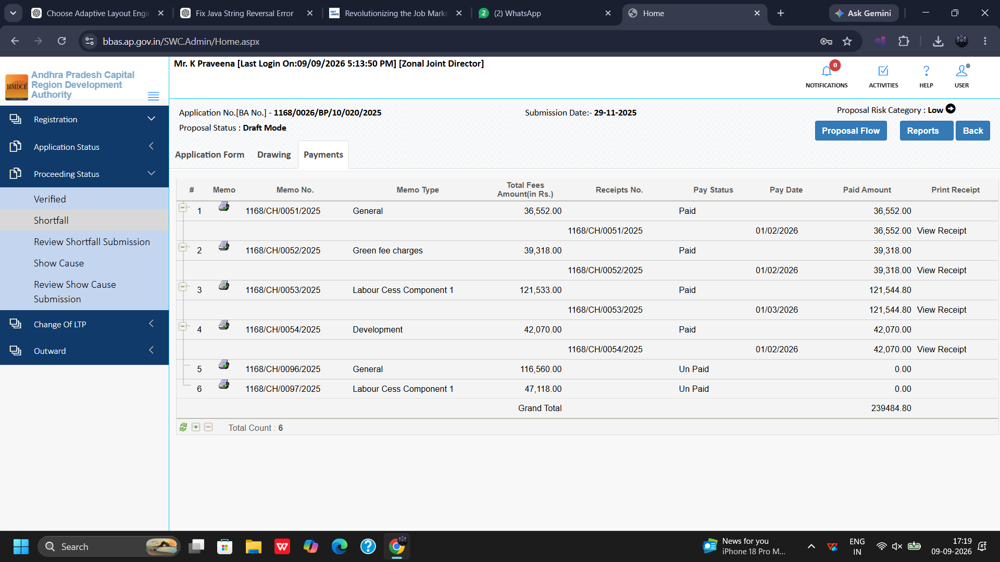 Choose Adaptive Layout Engin
Fix Java String Reversal Error
Revolutionizing the Job Marke
2
(2) WhatsApp
Home
Ask Gemini
bbas.ap.gov.in/SWC.Admin/Home.aspx
BIMDCR
Andhra Pradesh Capital
Region Development
Authority
Mr. K Praveena [Last Login On:09/09/2026 5:13:50 PM] [Zonal Joint Director]
0
NOTIFICATIONS
ACTIVITIES
HELP
USER
Registration
Application Status
Proceeding Status
Verified
Shortfall
Review Shortfall Submission
Show Cause
Review Show Cause
Submission
Change Of LTP
Outward
Application No.[BA No.] - 1168/0026/BP/10/020/2025
Submission Date:- 29-11-2025
Proposal Risk Category : Low
Proposal Status : Draft Mode
Proposal Flow
Reports
Back
Application Form
Drawing
Payments
# Memo Memo No. Memo Type Total Fees Amount(in Rs.) Receipts No. Pay Status Pay Date Paid Amount Print Receipt
1 1168/CH/0051/2025 General 36,552.00 Paid 36,552.00
1168/CH/0051/2025 01/02/2026 36,552.00 View Receipt
2 1168/CH/0052/2025 Green fee charges 39,318.00 Paid 39,318.00
1168/CH/0052/2025 01/02/2026 39,318.00 View Receipt
3 1168/CH/0053/2025 Labour Cess Component 1 121,533.00 Paid 121,544.80
1168/CH/0053/2025 01/03/2026 121,544.80 View Receipt
4 1168/CH/0054/2025 Development 42,070.00 Paid 42,070.00
1168/CH/0054/2025 01/02/2026 42,070.00 View Receipt
5 1168/CH/0096/2025 General 116,560.00 Un Paid 0.00
6 1168/CH/0097/2025 Labour Cess Component 1 47,118.00 Un Paid 0.00
Grand Total 239484.80
Total Count : 6
Search
News for you
iPhone 18 Pro M...
ENG
IN
17:19
09-09-2026